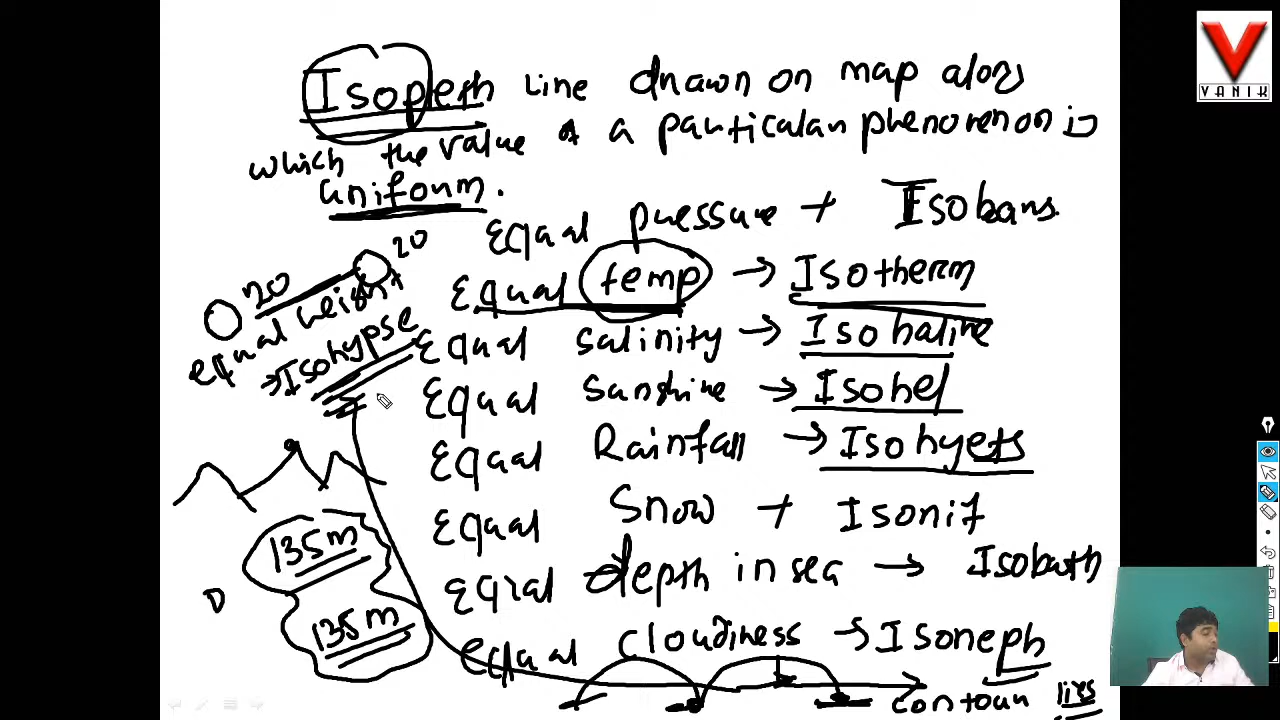 Isopleth line drawn on map along
which the value of a particular phenomenon is
uniform.
Equal pressure → Isobars
Equal temp → Isotherm
Equal Salinity → Isohaline
Equal Sunshine → Isohel
Equal Rainfall → Isohyets
Equal Snow → Isonif
Equal depth in sea → Isobath
Equal cloudiness → Isoneph
20 20
equal height
→ Isohypse
135m
135m
D
contour lines
VANIK